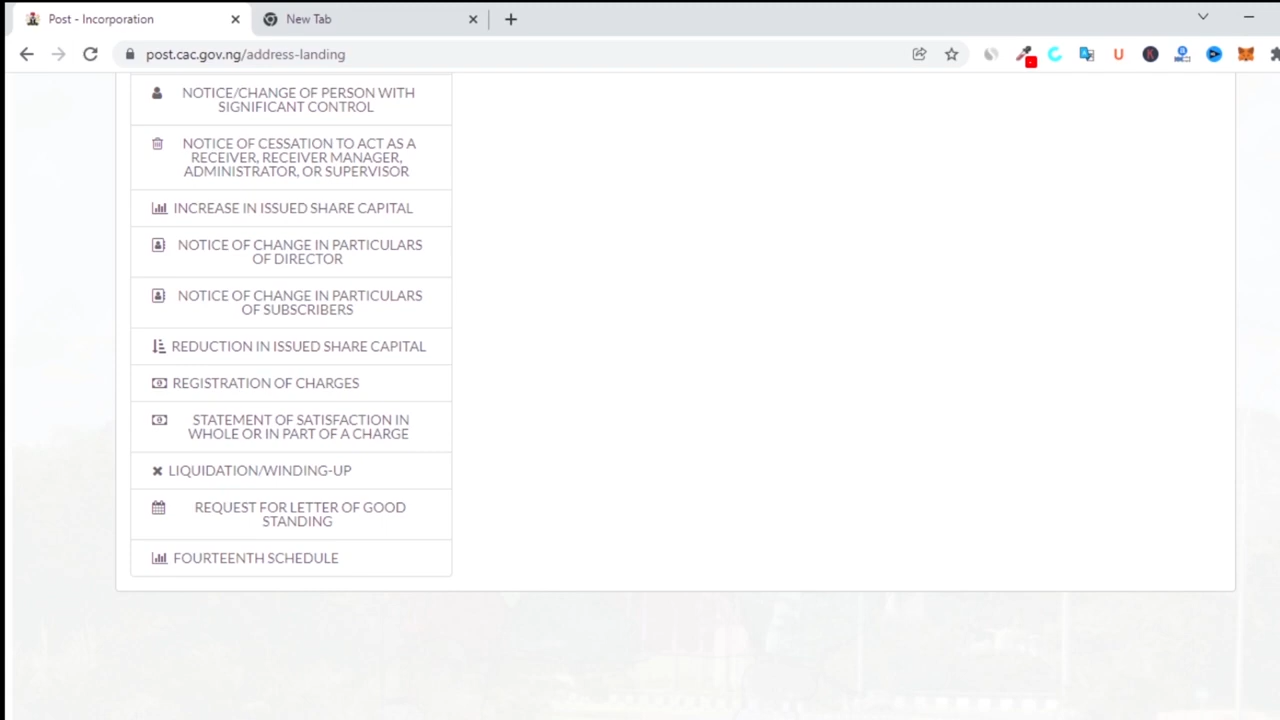 Post - Incorporation
New Tab
post.cac.gov.ng/address-landing
NOTICE/CHANGE OF PERSON WITH
SIGNIFICANT CONTROL
NOTICE OF CESSATION TO ACT AS A
RECEIVER, RECEIVER MANAGER,
ADMINISTRATOR, OR SUPERVISOR
INCREASE IN ISSUED SHARE CAPITAL
NOTICE OF CHANGE IN PARTICULARS
OF DIRECTOR
NOTICE OF CHANGE IN PARTICULARS
OF SUBSCRIBERS
REDUCTION IN ISSUED SHARE CAPITAL
REGISTRATION OF CHARGES
STATEMENT OF SATISFACTION IN
WHOLE OR IN PART OF A CHARGE
LIQUIDATION/WINDING-UP
REQUEST FOR LETTER OF GOOD
STANDING
FOURTEENTH SCHEDULE